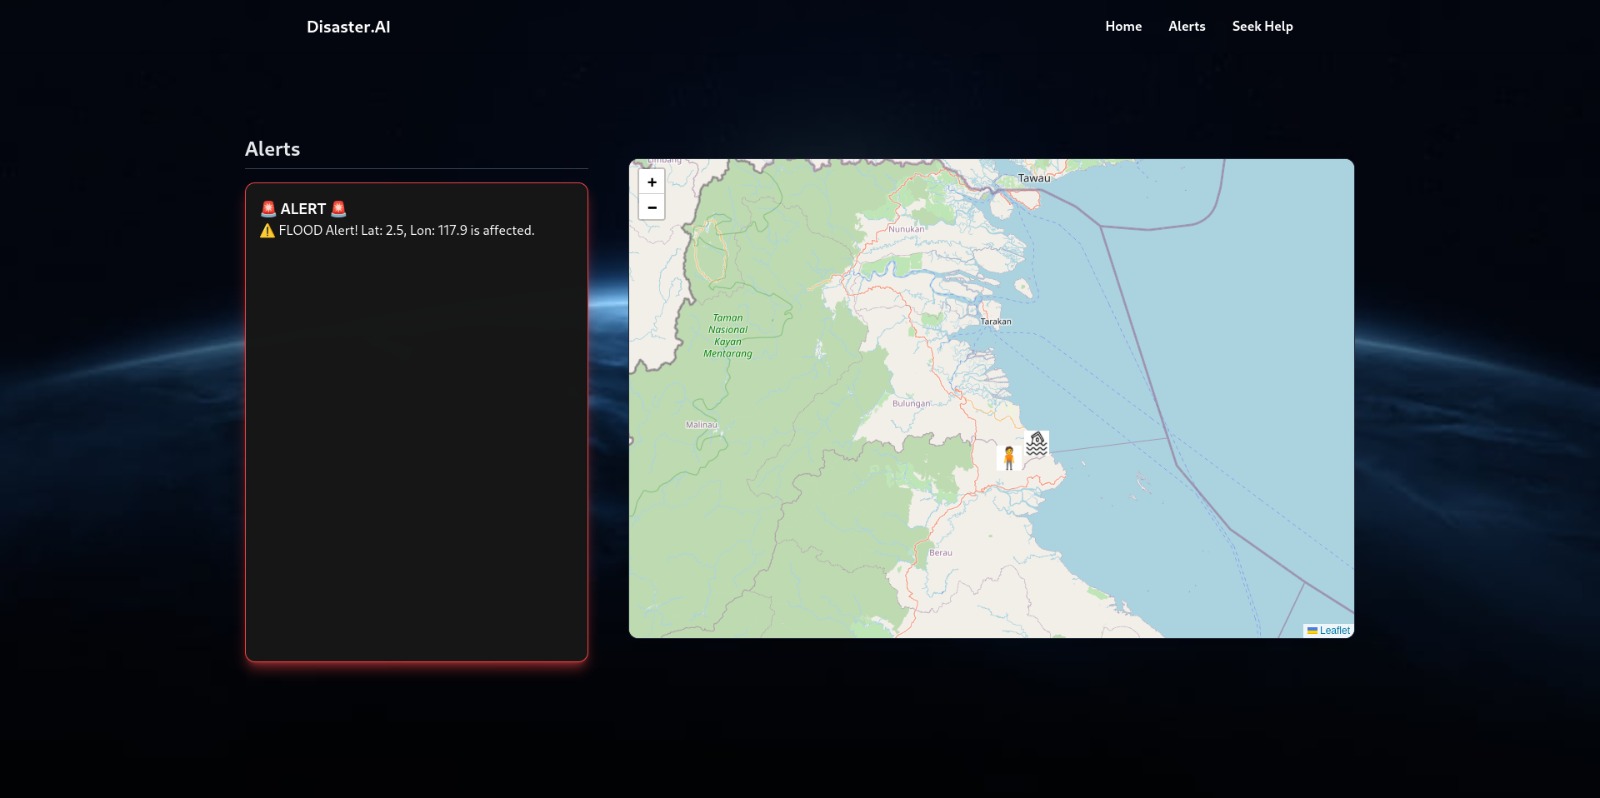 Disaster.AI
Home Alerts Seek Help
Alerts
🚨 ALERT 🚨
⚠️ FLOOD Alert! Lat: 2.5, Lon: 117.9 is affected.
+
−
Tawau
Nunukan
Tarakan
Taman
Nasional
Kayan
Mentarang
Bulungan
Malinau
Berau
Leaflet